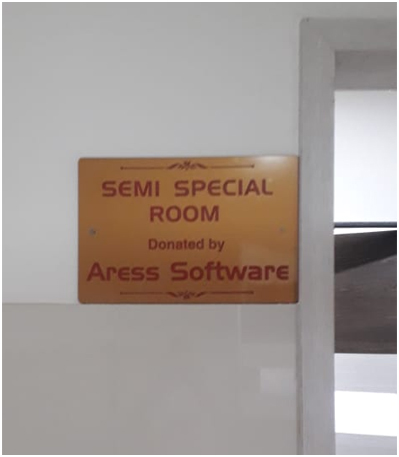 SEMI SPECIAL
ROOM
Donated by
Aress Software